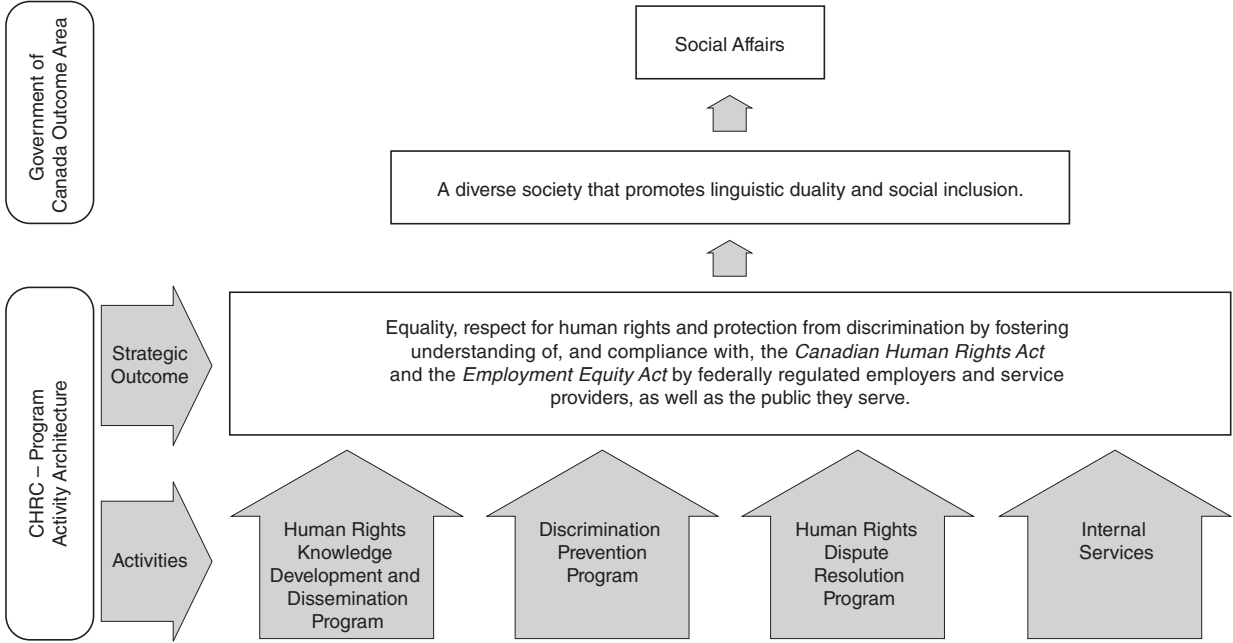 Government of
Canada Outcome Area
Social Affairs
A diverse society that promotes linguistic duality and social inclusion.
CHRC – Program
Activity Architecture
Strategic
Outcome
Equality, respect for human rights and protection from discrimination by fostering
understanding of, and compliance with, the Canadian Human Rights Act
and the Employment Equity Act by federally regulated employers and service
providers, as well as the public they serve.
Activities
Human Rights
Knowledge
Development and
Dissemination
Program
Discrimination
Prevention
Program
Human Rights
Dispute
Resolution
Program
Internal
Services